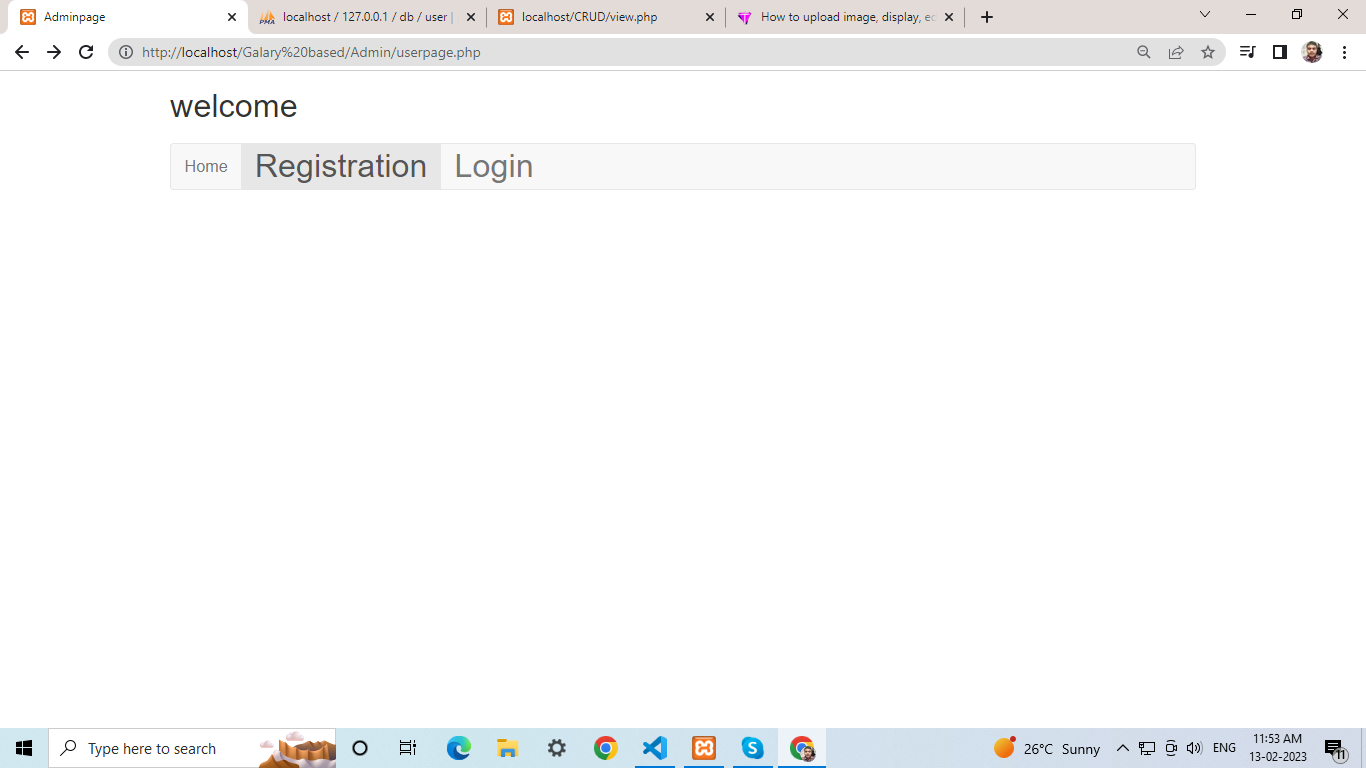 Adminpage
localhost / 127.0.0.1 / db / user |
localhost/CRUD/view.php
How to upload image, display, ed
http://localhost/Galary%20based/Admin/userpage.php
welcome
Home Registration Login
Type here to search
26°C Sunny
ENG
11:53 AM
13-02-2023
11